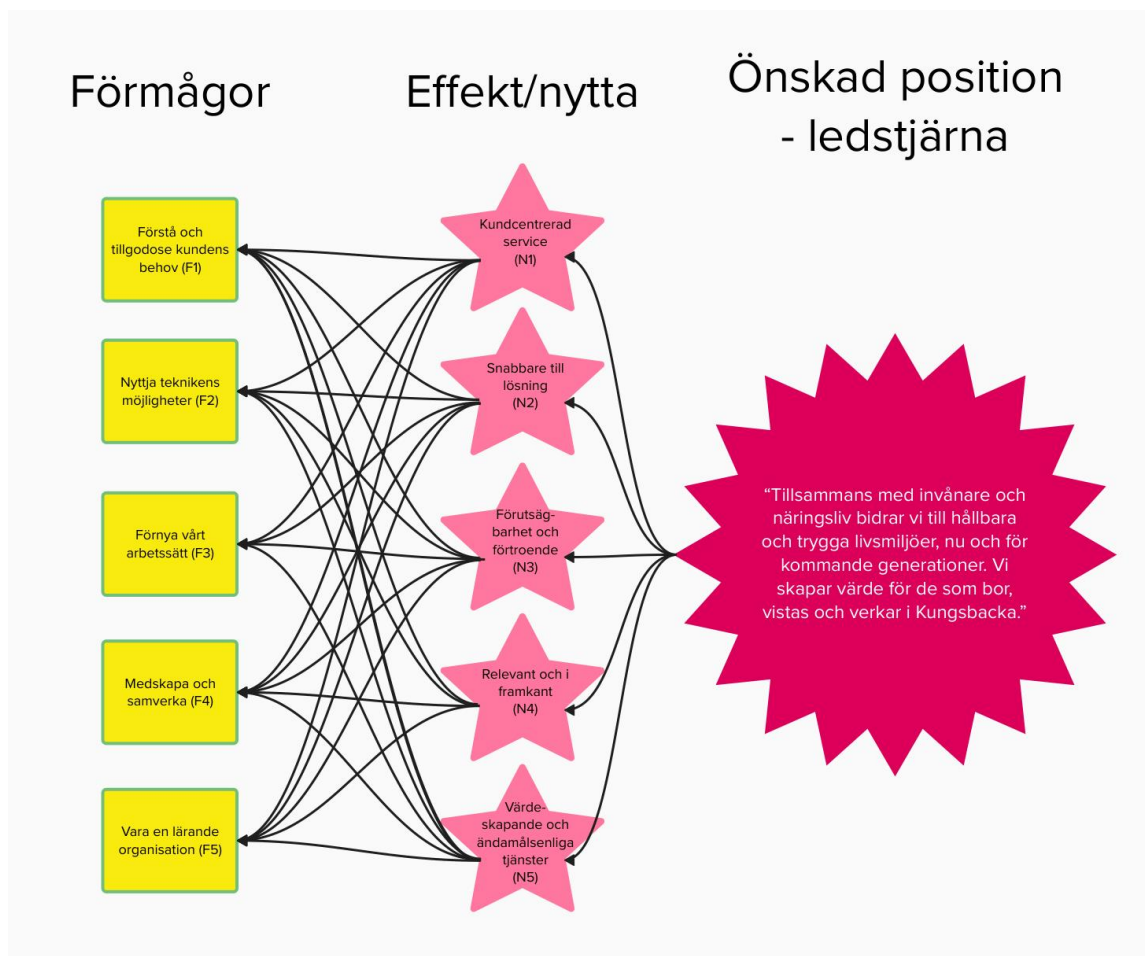 Förmågor
Effekt/nytta
Önskad position
- ledstjärna
Förstå och
tillgodose kundens
behov (F1)
Nyttja teknikens
möjligheter (F2)
Förnya vårt
arbetssätt (F3)
Medskapa och
samverka (F4)
Vara en lärande
organisation (F5)
Kundcentrerad
service
(N1)
Snabbare till
lösning
(N2)
Förutsäg-
barhet och
förtroende
(N3)
Relevant och i
framkant
(N4)
Värde-
skapande och
ändamålsenliga
tjänster
(N5)
“Tillsammans med invånare och
näringsliv bidrar vi till hållbara
och trygga livsmiljöer, nu och för
kommande generationer. Vi
skapar värde för de som bor,
vistas och verkar i Kungsbacka.”